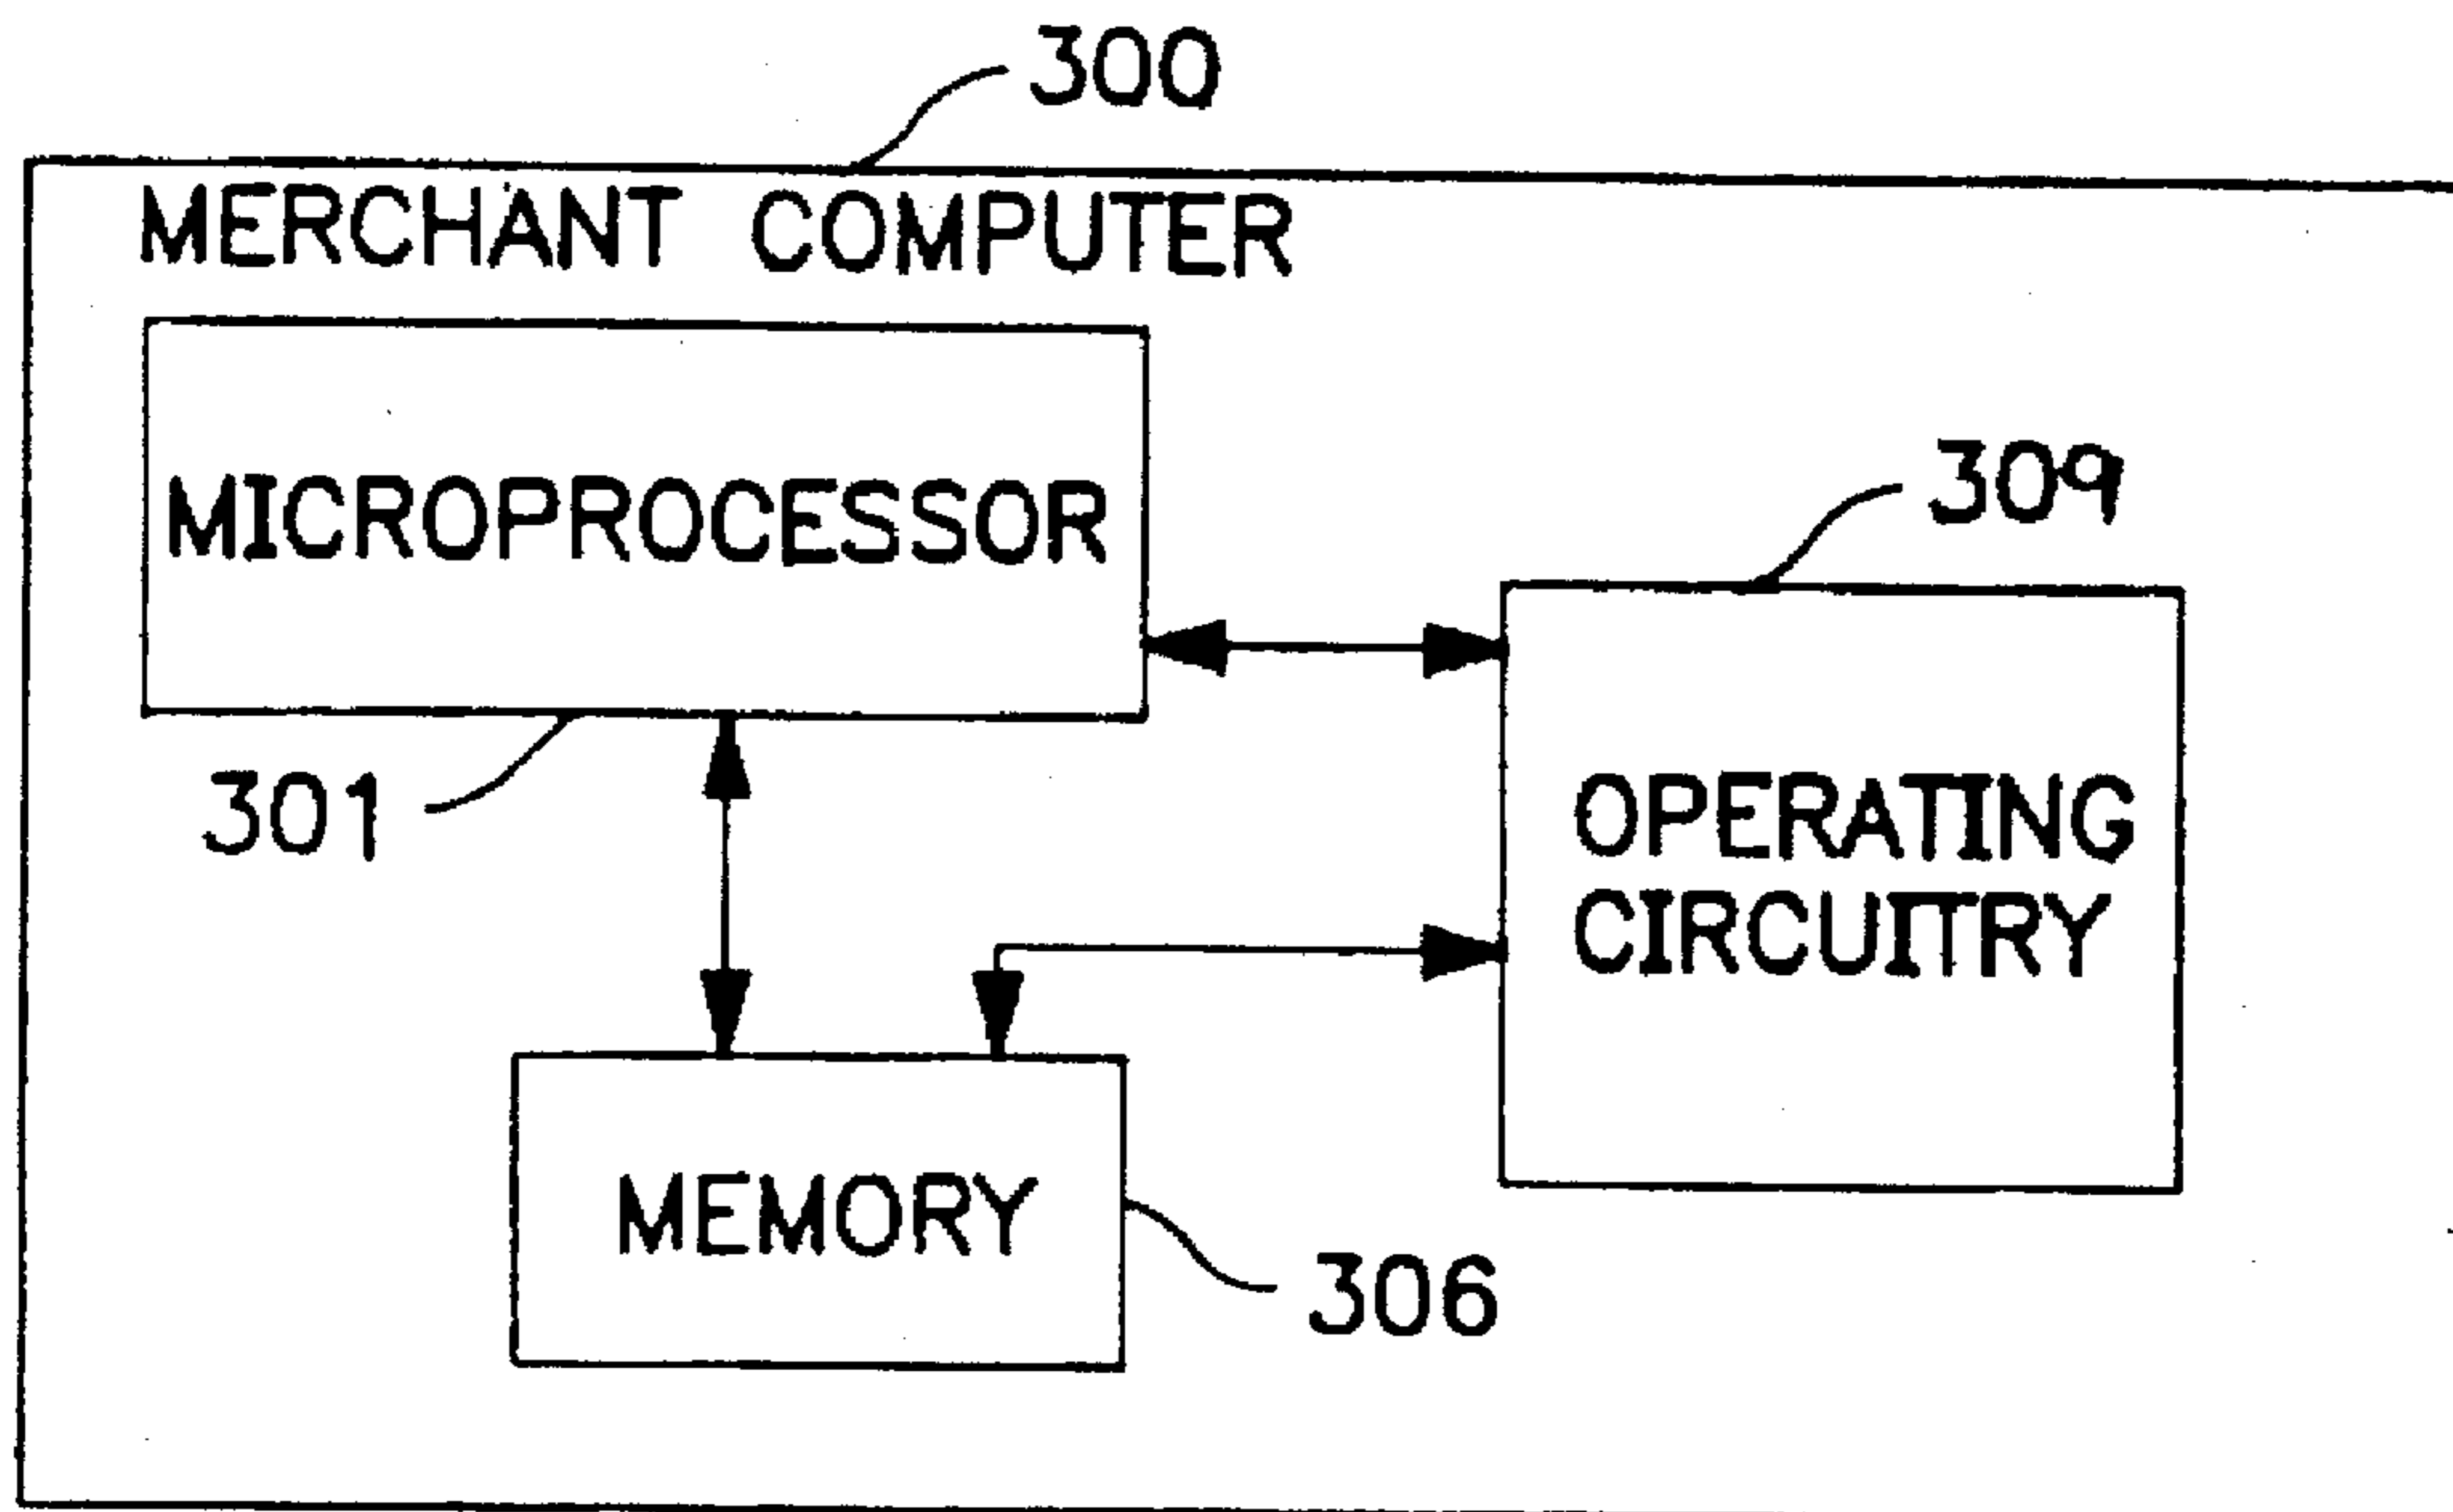 300
MERCHANT COMPUTER
MICROPROCESSOR
309
301
OPERATING
CIRCUITRY
MEMORY
306